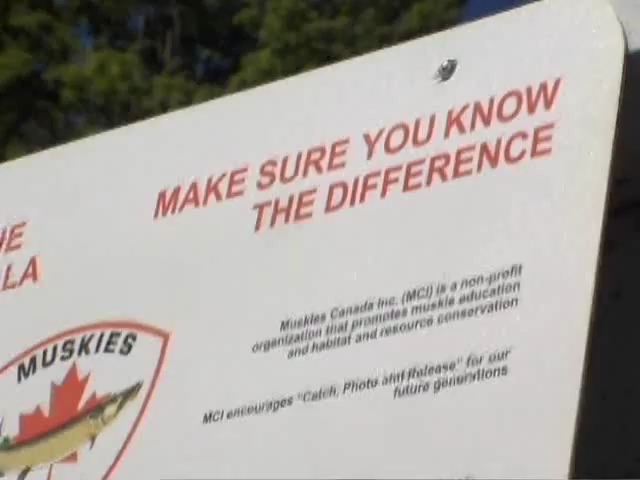 MAKE SURE YOU KNOW
THE DIFFERENCE
LA
MUSKIES
Muskies Canada Inc. (MCI) is a non-profit
organization that promotes muskie education
and habitat and resource conservation
MCI encourages "Catch, Photo and Release" for our
future generations